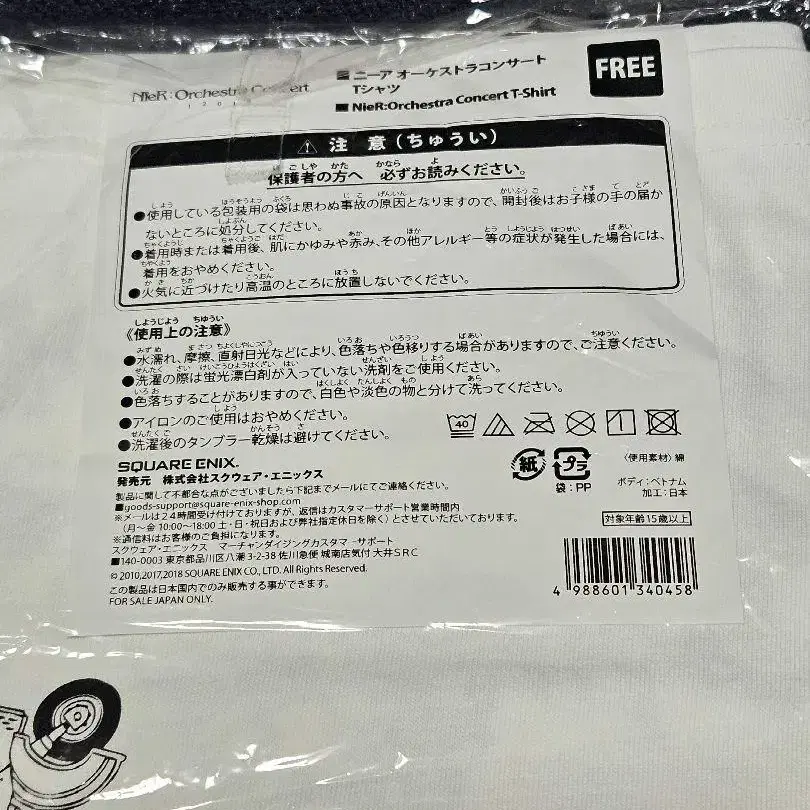 NieR:Orchestra Concert
ニーア オーケストラコンサート
Tシャツ
NieR:Orchestra Concert T-Shirt
FREE
注 意(ちゅうい)
保護者の方へ 必ずお読みください。
●使用している包装用の袋は思わぬ事故の原因となりますので、開封後はお子様の手の届か
ないところに処分してください。
●着用時または着用後、肌にかゆみや赤み、その他アレルギー等の症状が発生した場合には、
着用をおやめください。
●火気に近づけたり高温のところに放置しないでください。
《使用上の注意》
●水濡れ、摩擦、直射日光などにより、色落ちや色移りする場合がありますので、ご注意ください。
●洗濯の際は蛍光漂白剤が入っていない洗剤をご使用ください。
●色落ちすることがありますので、白色や淡色の物と分けて洗ってください。
●アイロンのご使用はおやめください。
●洗濯後のタンブラー乾燥は避けてください。
40
SQUARE ENIX.
発売元 株式会社スクウェア・エニックス
紙
プラ
袋:PP
〈使用素材〉綿
ボディ:ベトナム
加工:日本
製品に関して不都合な点がございましたら下記までメールにてご連絡ください。
■goods-support@square-enix-shop.com
※メールは24時間受け付けておりますが、返信はカスタマーサポート営業時間内
(月～金 10:00～18:00 土・日・祝日および弊社指定休日を除く)とさせていただいております。
※通信料はお客様のご負担になります。
スクウェア・エニックス マーチャンダイジングカスタマーサポート
■140-0003 東京都品川区八潮3-2-38 佐川急便 城南店気付 大井SRC
対象年齢15歳以上
© 2010,2017,2018 SQUARE ENIX CO., LTD. All Rights Reserved.
この製品は日本国内でのみ販売する事ができます。
FOR SALE JAPAN ONLY.
4 988601 340458